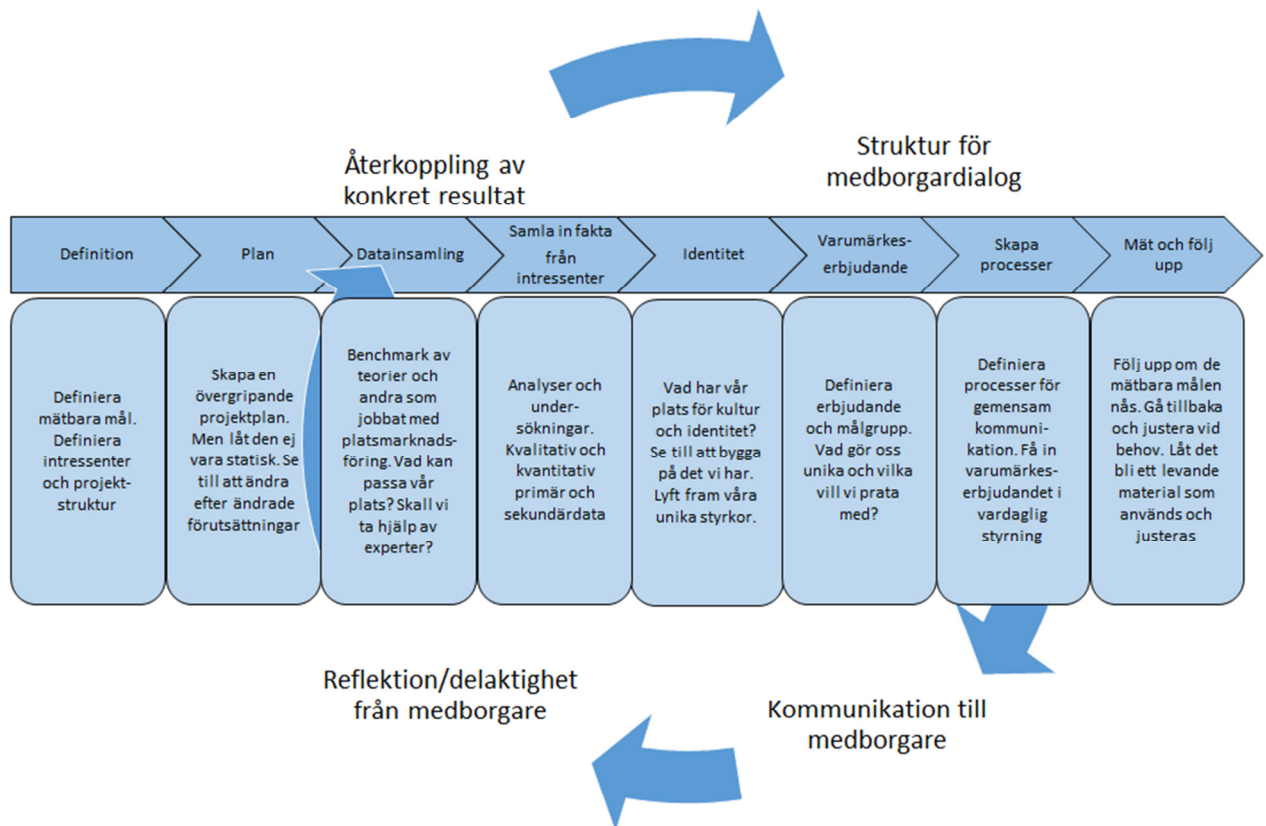 Återkoppling av
konkret resultat
Struktur för
medborgardialog
Definition
Plan
Datainsamling
Samla in fakta
från
intressenter
Identitet
Varumärkes-
erbjudande
Skapa
processer
Mät och följ
upp
Definiera
mätbara mål.
Definiera
intressenter
och projekt-
struktur
Skapa en
övergripande
projektplan.
Men låt den ej
vara statisk. Se
till att ändra
efter ändrade
förutsättningar
Benchmark av
teorier och
andra som
jobbat med
platsmarknads-
föring. Vad kan
passa vår
plats? Skall vi
ta hjälp av
experter?
Analyser och
under-
sökningar.
Kvalitativ och
kvantitativ
primär och
sekundärdata
Vad har vår
plats för kultur
och identitet?
Se till att bygga
på det vi har.
Lyft fram våra
unika styrkor.
Definiera
erbjudande
och målgrupp.
Vad gör oss
unika och vilka
vill vi prata
med?
Definiera
processer för
gemensam
kommuni-
kation. Få in
varumärkes-
erbjudandet i
vardaglig
styrning
Följ upp om de
mätbara målen
nås. Gå tillbaka
och justera vid
behov. Låt det
bli ett levande
material som
används och
justeras
Reflektion/delaktighet
från medborgare
Kommunikation till
medborgare